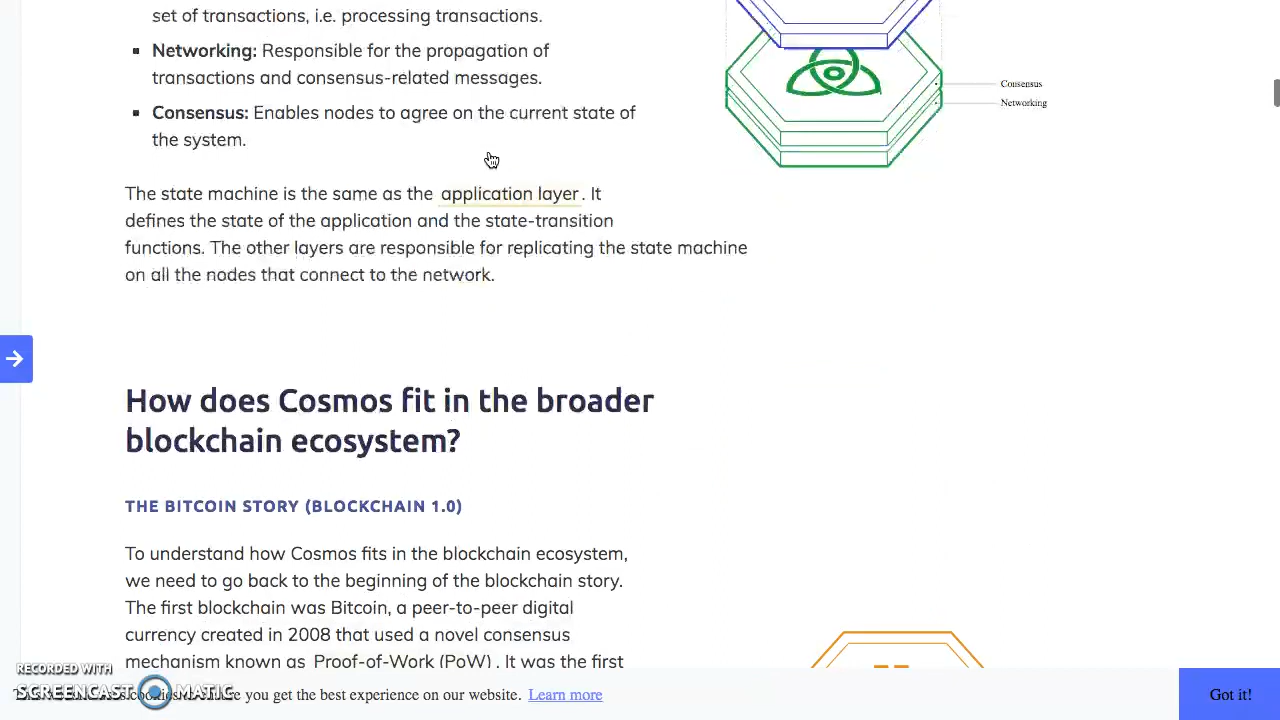 set of transactions, i.e. processing transactions.
▪ Networking: Responsible for the propagation of
transactions and consensus-related messages.
▪ Consensus: Enables nodes to agree on the current state of
the system.
Consensus
Networking
The state machine is the same as the application layer. It
defines the state of the application and the state-transition
functions. The other layers are responsible for replicating the state machine
on all the nodes that connect to the network.
How does Cosmos fit in the broader
blockchain ecosystem?
THE BITCOIN STORY (BLOCKCHAIN 1.0)
To understand how Cosmos fits in the blockchain ecosystem,
we need to go back to the beginning of the blockchain story.
The first blockchain was Bitcoin, a peer-to-peer digital
currency created in 2008 that used a novel consensus
mechanism known as Proof-of-Work (PoW). It was the first
RECORDED WITH
SCREENCAST MATIC
you get the best experience on our website. Learn more
Got it!